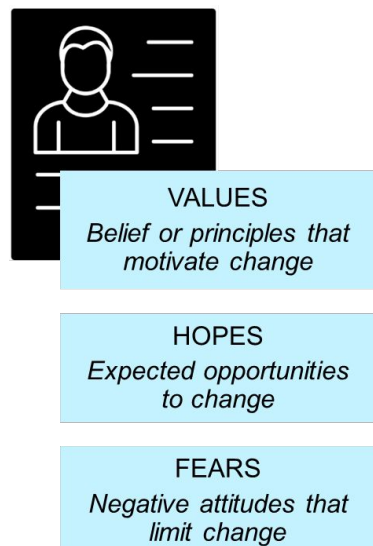 VALUES
Belief or principles that
motivate change
HOPES
Expected opportunities
to change
FEARS
Negative attitudes that
limit change